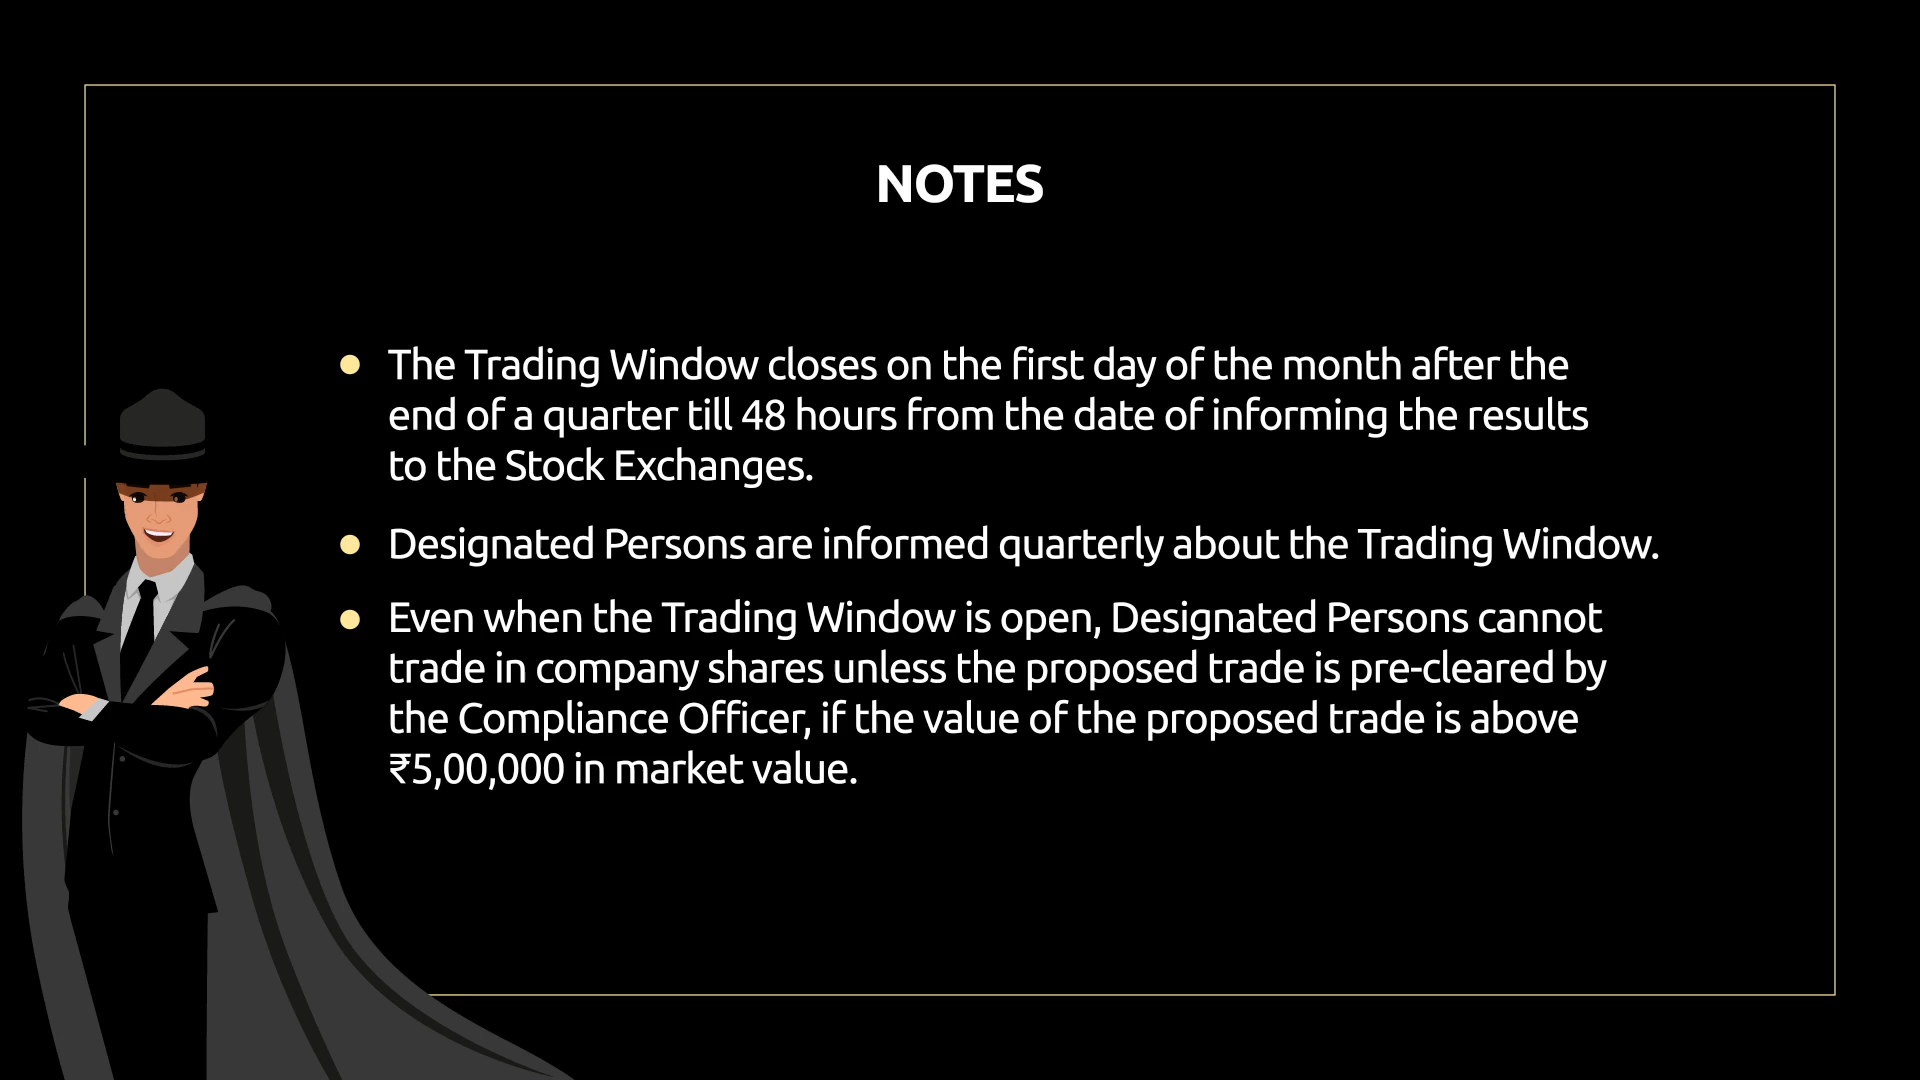 NOTES
The Trading Window closes on the first day of the month after the
end of a quarter till 48 hours from the date of informing the results
to the Stock Exchanges.
Designated Persons are informed quarterly about the Trading Window.
Even when the Trading Window is open, Designated Persons cannot
trade in company shares unless the proposed trade is pre-cleared by
the Compliance Officer, if the value of the proposed trade is above
₹5,00,000 in market value.